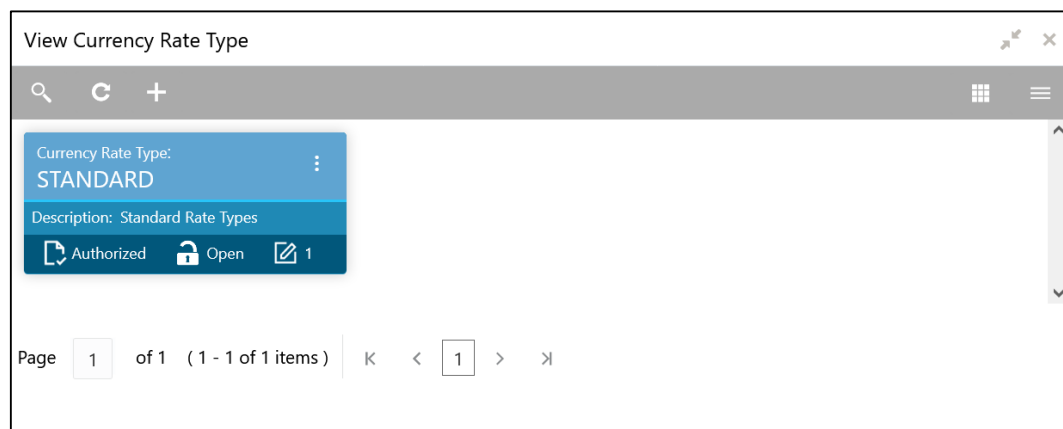 View Currency Rate Type
Currency Rate Type:
STANDARD
Description: Standard Rate Types
Authorized Open 1
Page 1 of 1 ( 1 - 1 of 1 items ) 1